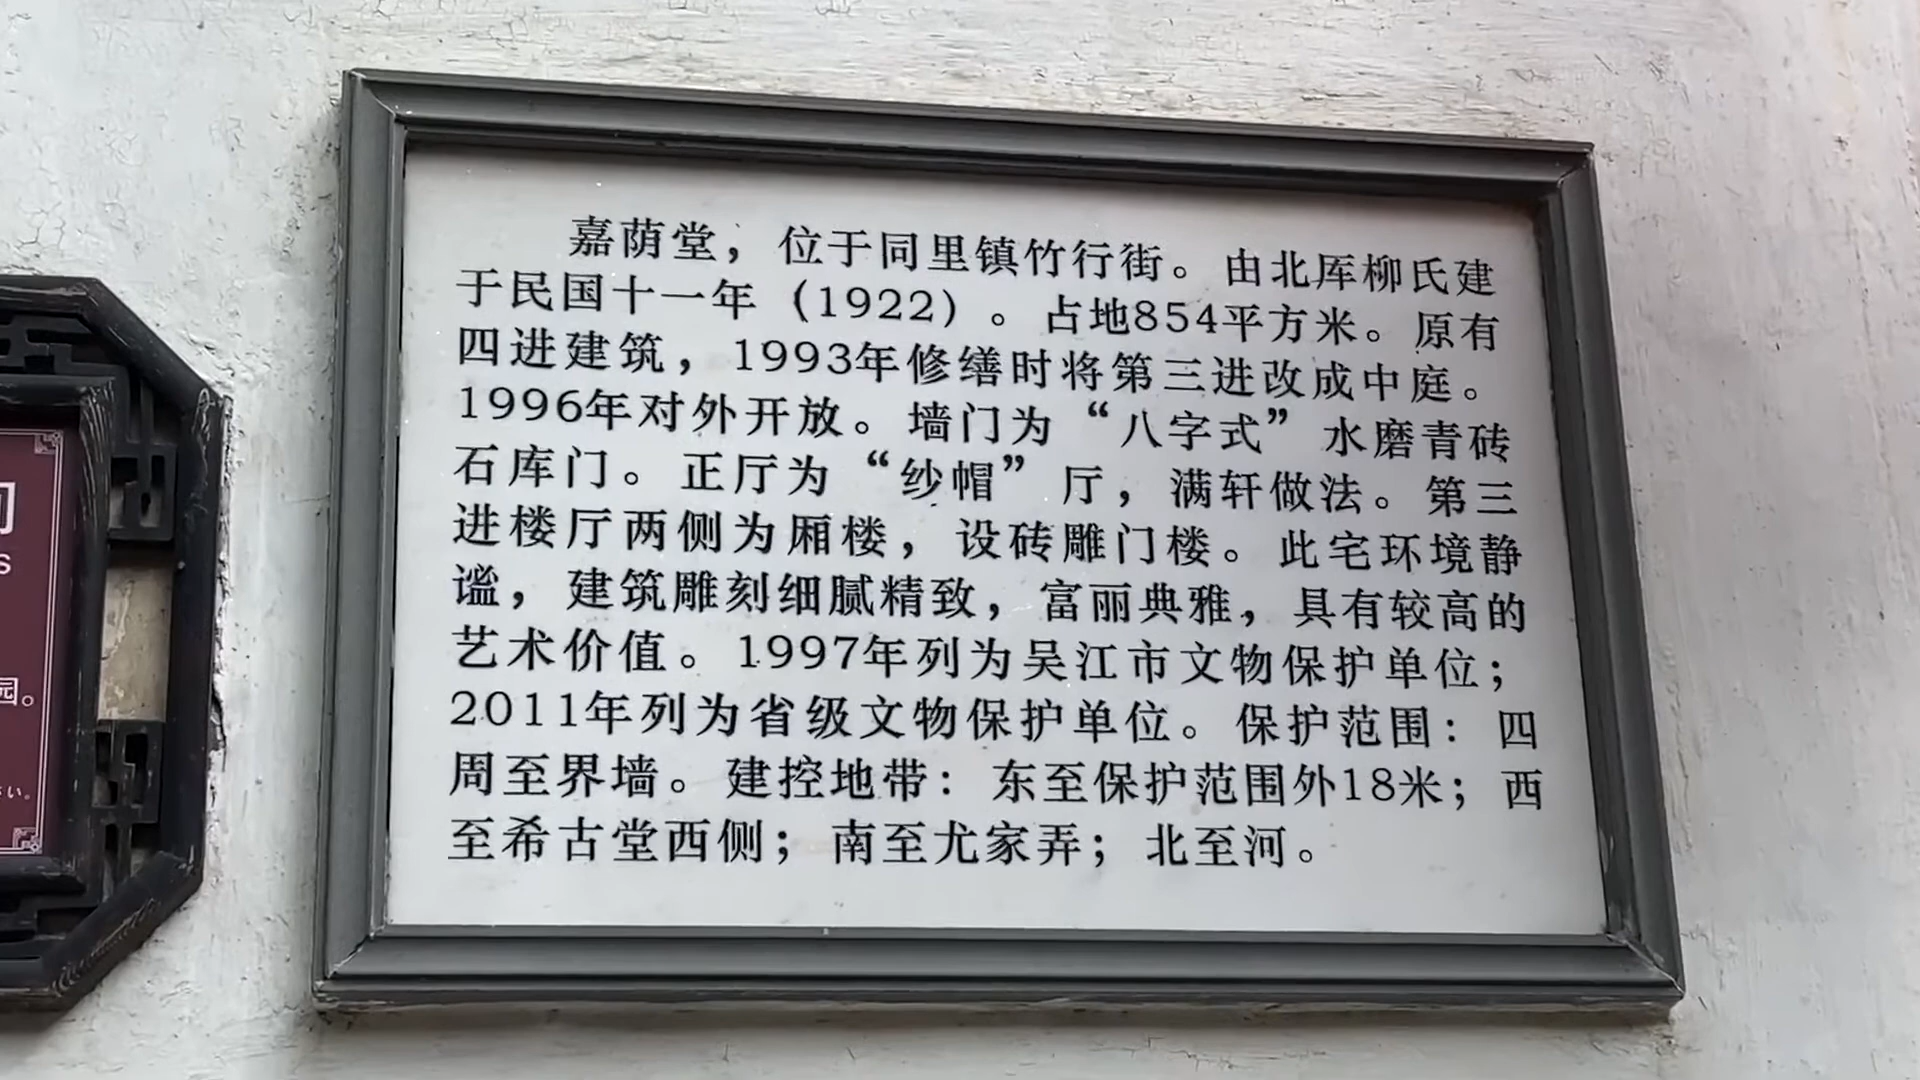 嘉荫堂，位于同里镇竹行街。由北厍柳氏建
于民国十一年（1922）。占地854平方米。原有
四进建筑，1993年修缮时将第三进改成中庭。
1996年对外开放。墙门为“八字式”水磨青砖
石库门。正厅为“纱帽”厅，满轩做法。第三
进楼厅两侧为厢楼，设砖雕门楼。此宅环境静
谧，建筑雕刻细腻精致，富丽典雅，具有较高的
艺术价值。1997年列为吴江市文物保护单位；
2011年列为省级文物保护单位。保护范围：四
周至界墙。建控地带：东至保护范围外18米；西
至希古堂西侧；南至尤家弄；北至河。
S
园。
い。